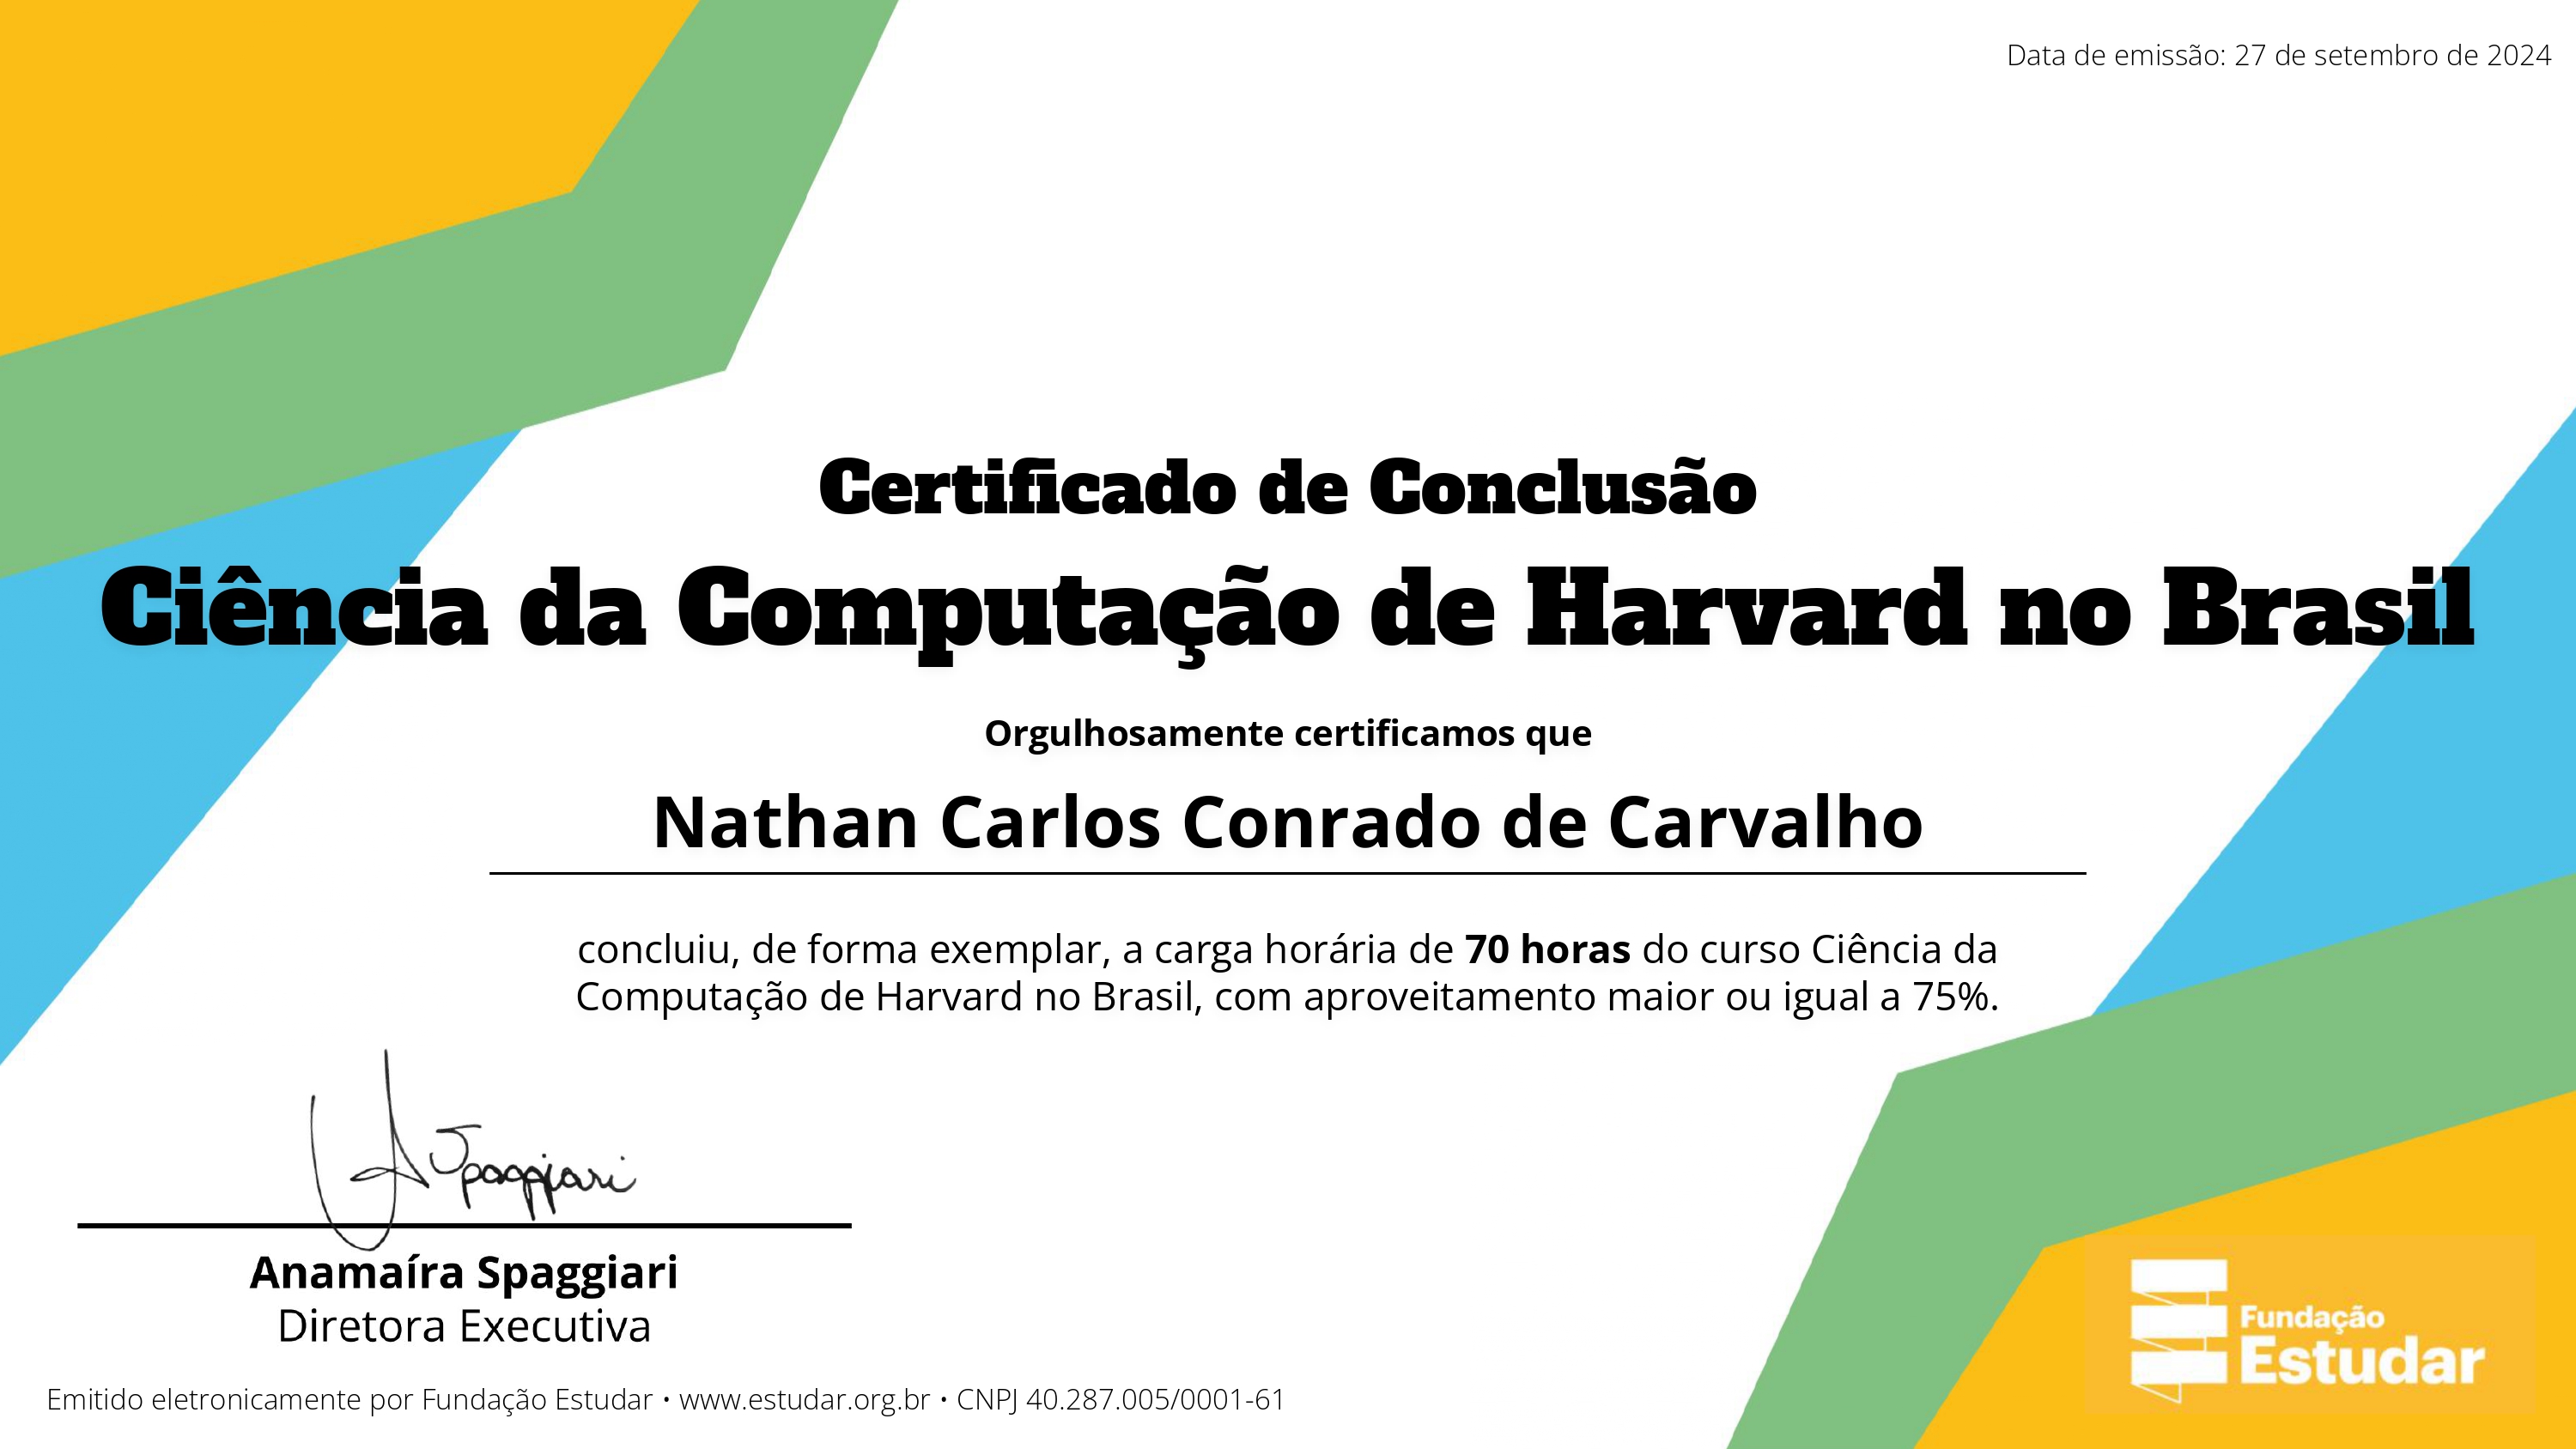 Data de emissão: 27 de setembro de 2024
Certificado de Conclusão
Ciência da Computação de Harvard no Brasil
Orgulhosamente certificamos que
Nathan Carlos Conrado de Carvalho
concluiu, de forma exemplar, a carga horária de 70 horas do curso Ciência da
Computação de Harvard no Brasil, com aproveitamento maior ou igual a 75%.
A Spaggiari
Anamaíra Spaggiari
Diretora Executiva
Fundação
Estudar
Emitido eletronicamente por Fundação Estudar • www.estudar.org.br • CNPJ 40.287.005/0001-61